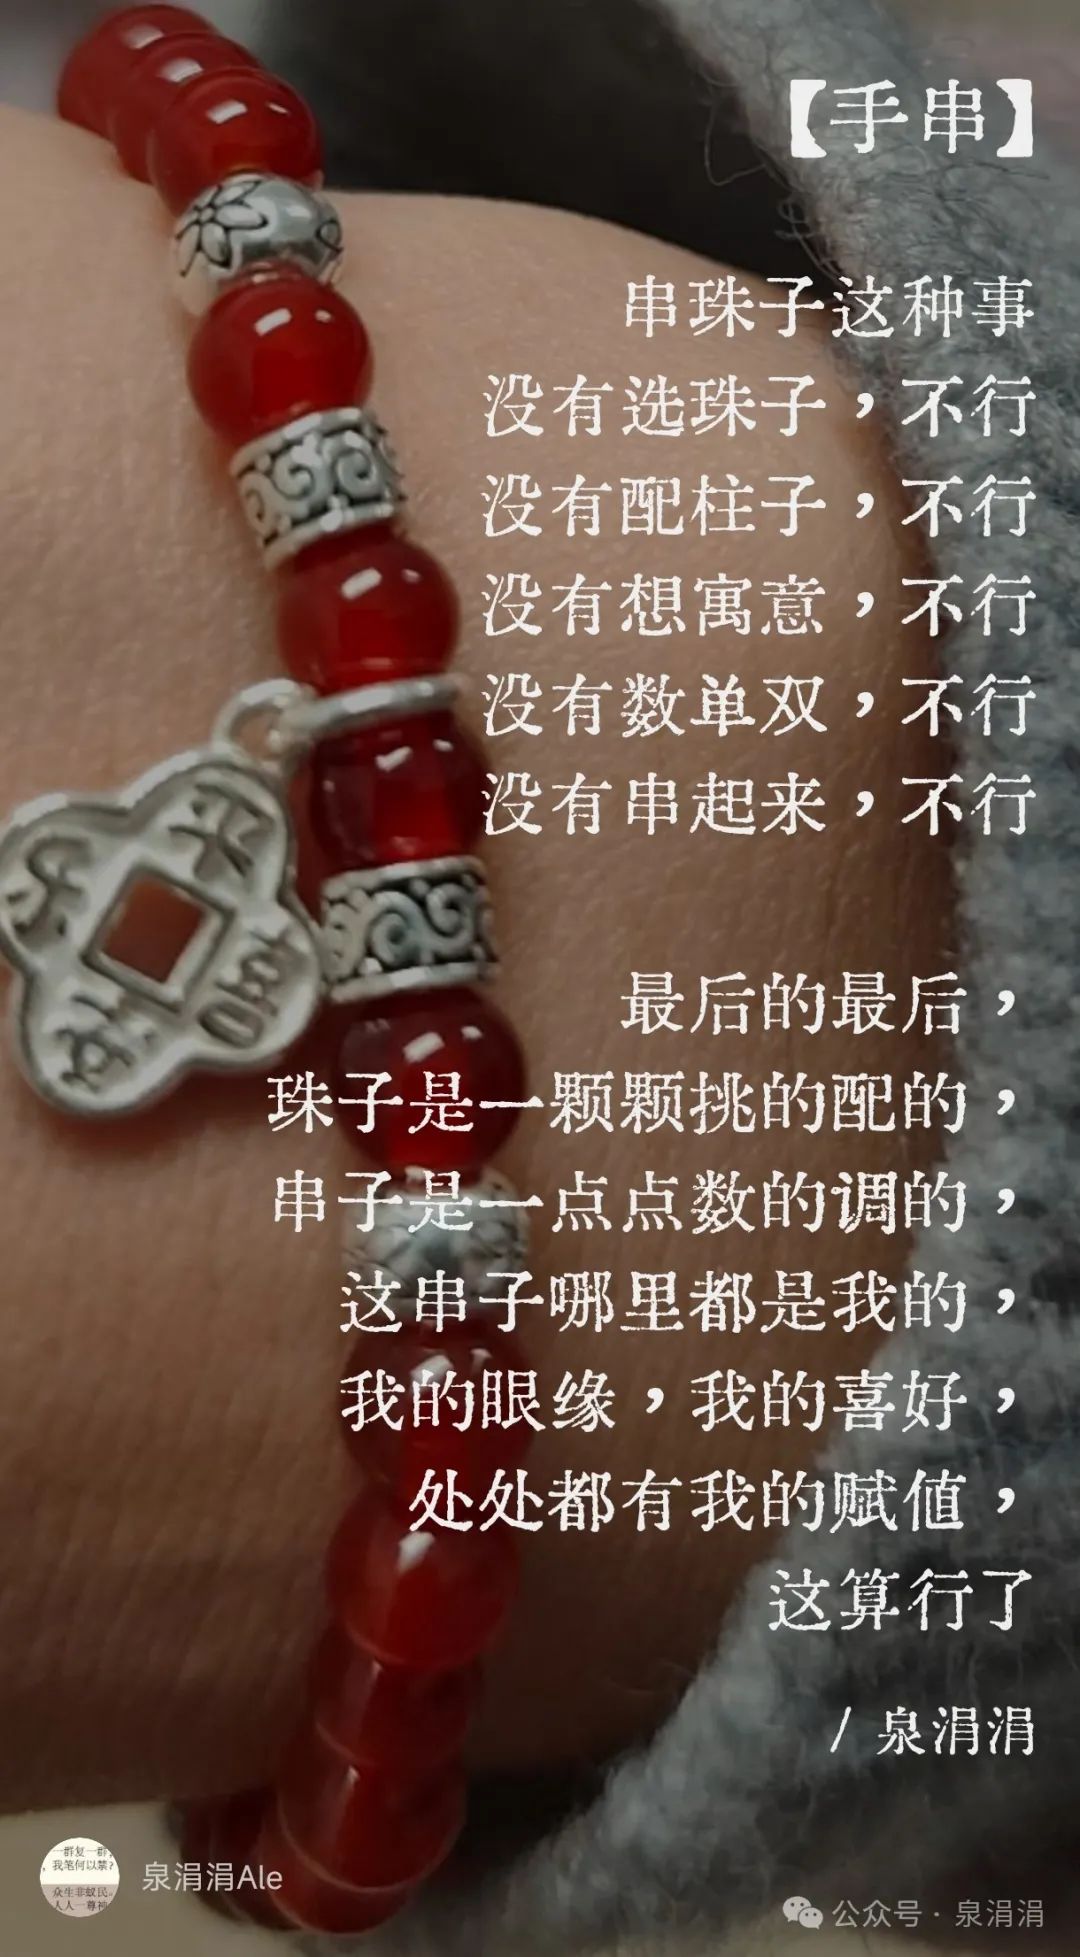 【手串】
串珠子这种事
没有选珠子，不行
没有配柱子，不行
没有想寓意，不行
没有数单双，不行
没有串起来，不行
最后的最后，
珠子是一颗颗挑的配的，
串子是一点点数的调的，
这串子哪里都是我的，
我的眼缘，我的喜好，
处处都有我的赋值，
这算行了
/ 泉涓涓
平
安
喜
乐
一群复一群，
我笔何以禁？
众生非蚁民。
人人一尊神
泉涓涓Ale
公众号 · 泉涓涓